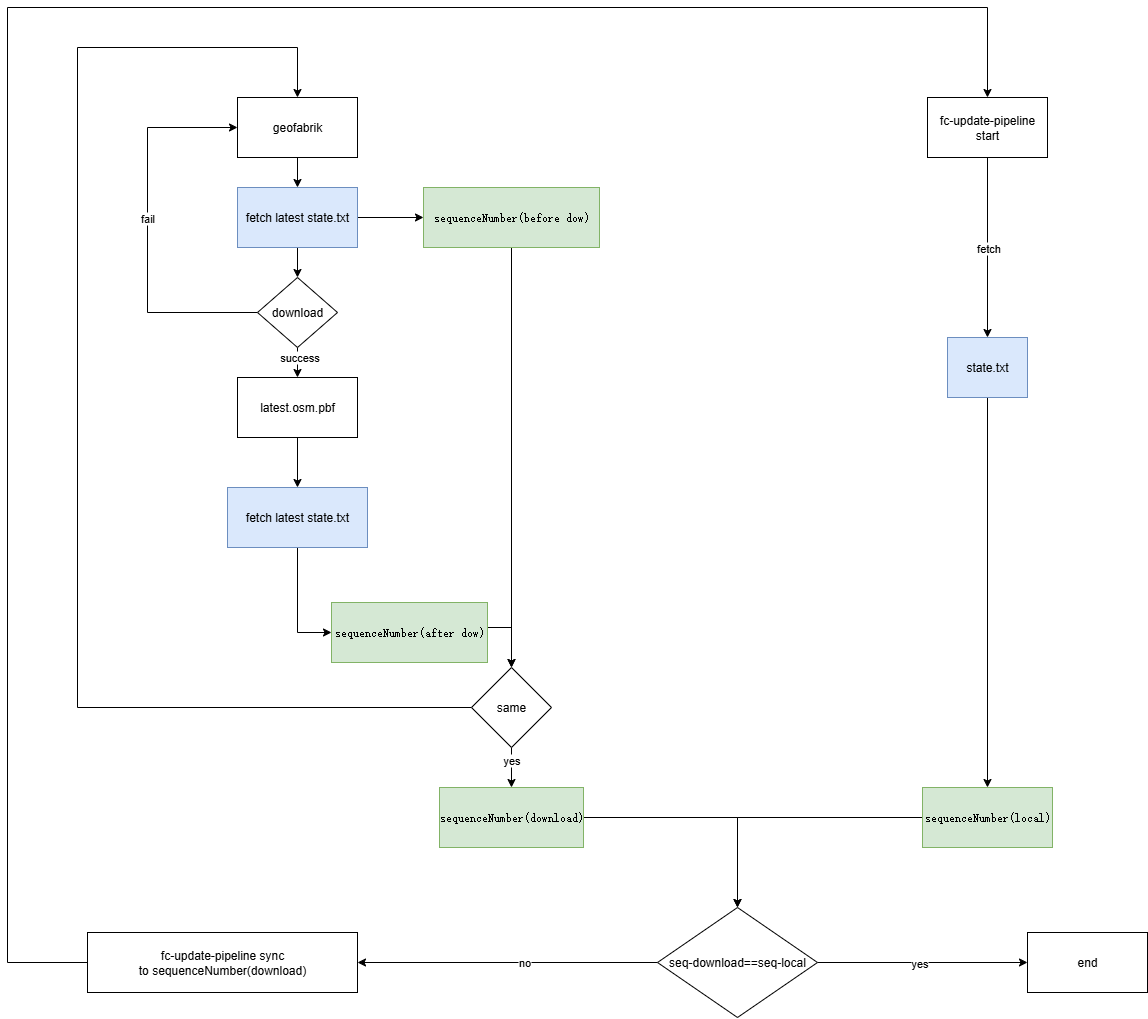 geofabrik
fc-update-pipeline
start
fetch latest state.txt
sequenceNumber(before dow)
fail
fetch
download
success
state.txt
latest.osm.pbf
fetch latest state.txt
sequenceNumber(after dow)
same
yes
sequenceNumber(download)
sequenceNumber(local)
fc-update-pipeline sync
to sequenceNumber(download)
no
seq-download==seq-local
yes
end